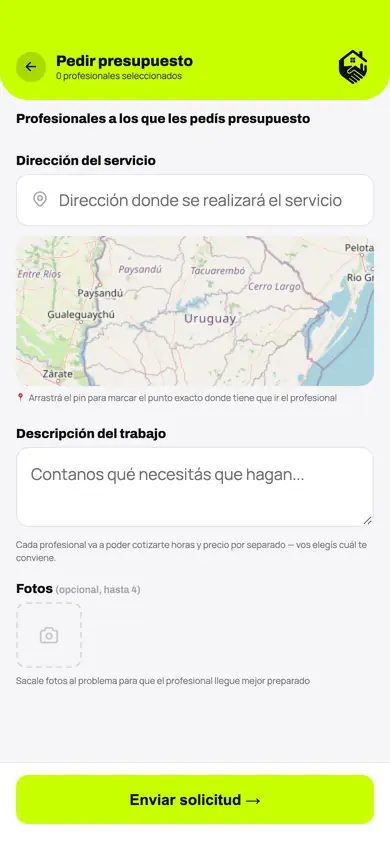 Pedir presupuesto
0 profesionales seleccionados
Profesionales a los que les pedís presupuesto
Dirección del servicio
Dirección donde se realizará el servicio
Pelota
Entre Ríos
Paysandú
Tacuarembó
Rio Gr
Cerro Largo
Paysandú
Gualeguaychú
Uruguay
Zárate
Arrastrá el pin para marcar el punto exacto donde tiene que ir el profesional
Descripción del trabajo
Contanos qué necesitás que hagan...
Cada profesional va a poder cotizarte horas y precio por separado — vos elegís cuál te
conviene.
Fotos (opcional, hasta 4)
Sacale fotos al problema para que el profesional llegue mejor preparado
Enviar solicitud →